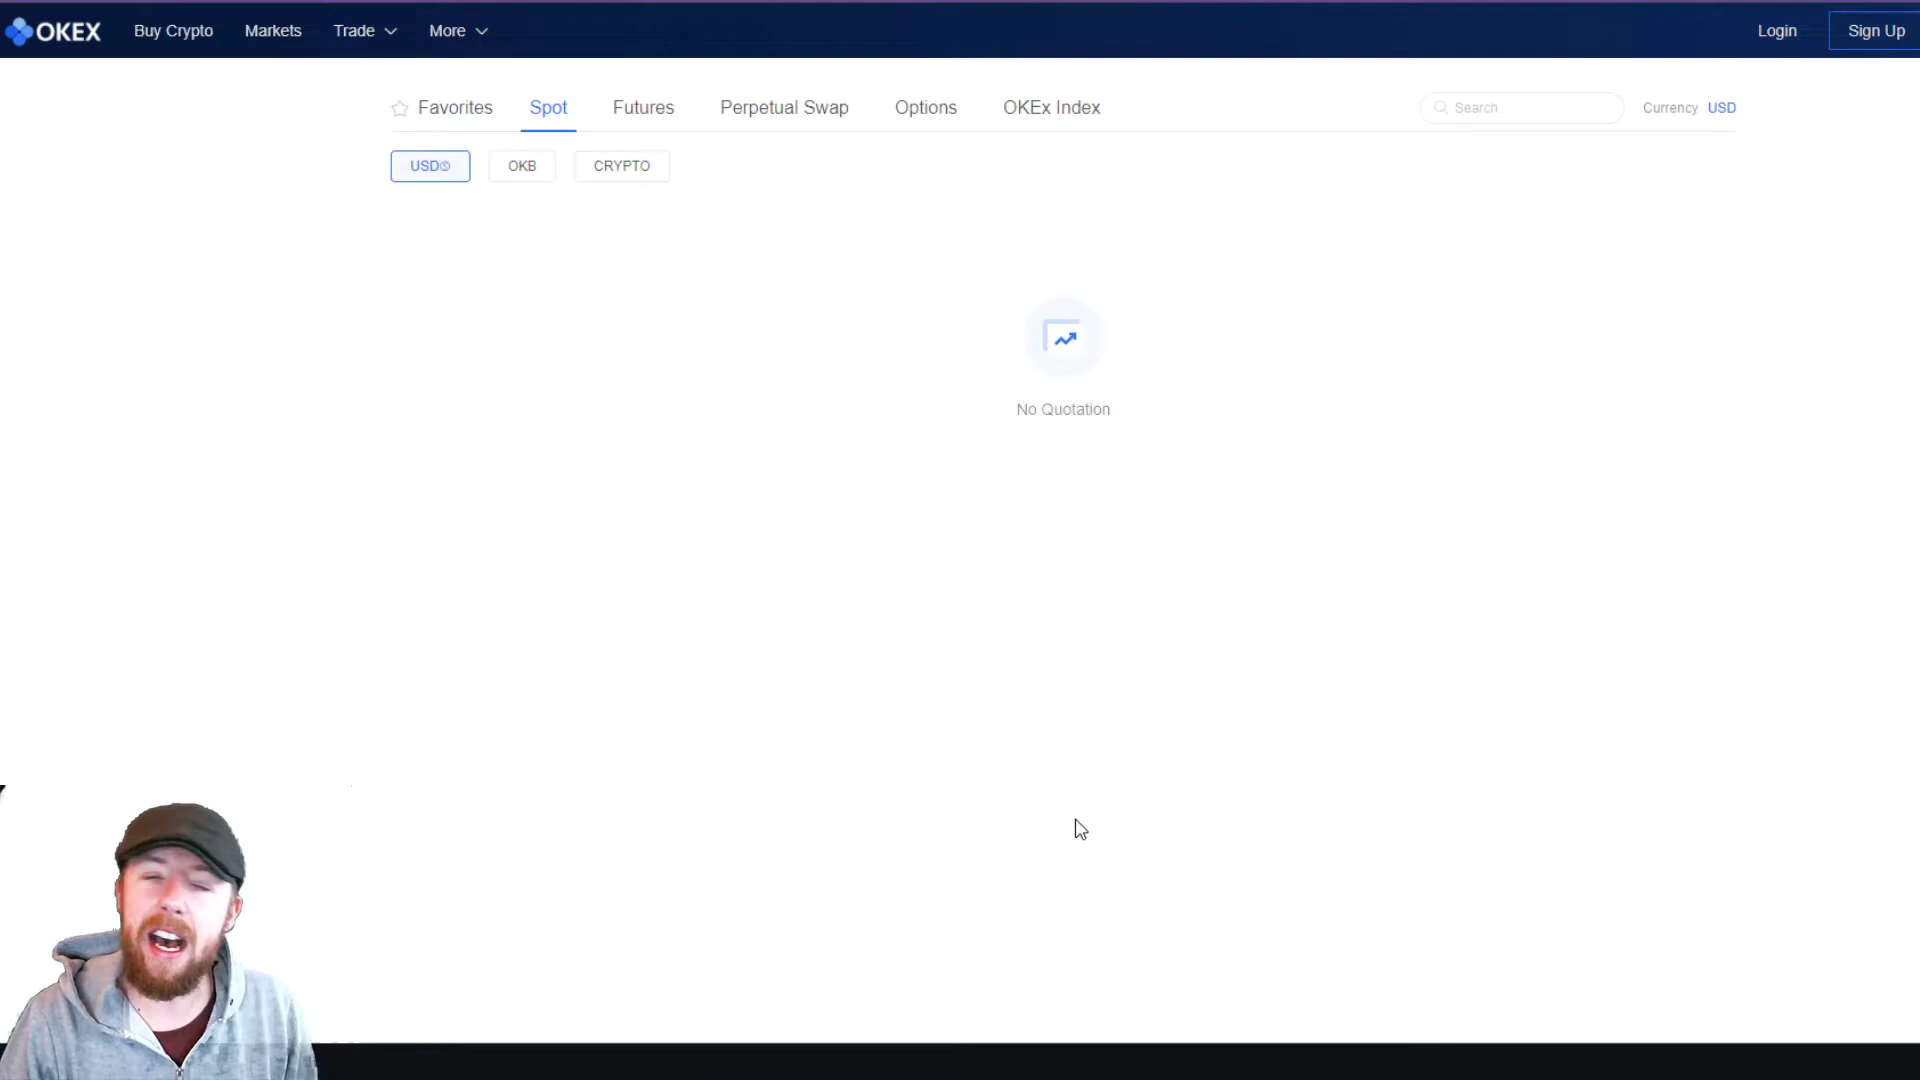 OKEX Buy Crypto Markets Trade More Login Sign Up
Favorites Spot Futures Perpetual Swap Options OKEx Index Search Currency USD
USDⓈ OKB CRYPTO
No Quotation